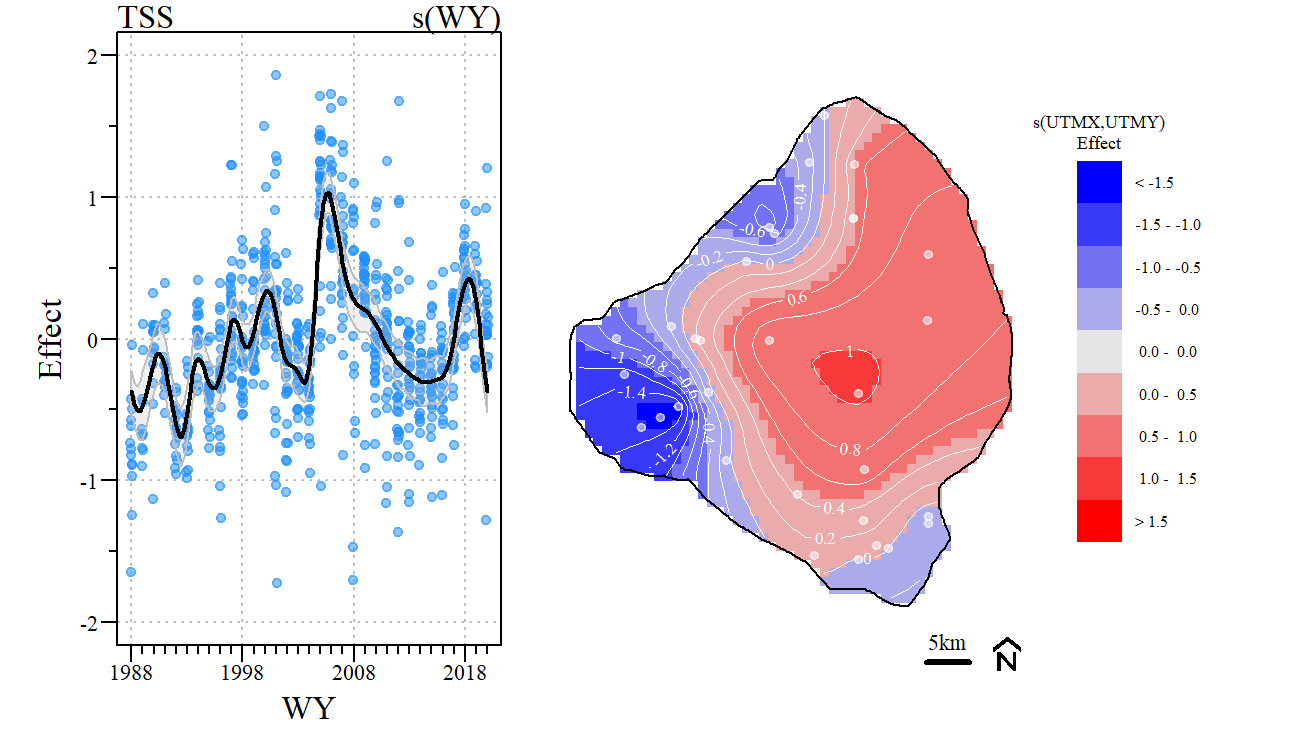 TSS s(WY)
2
1
0
-1
-2
Effect
1988 1998 2008 2018
WY
-0.4
-0.6
-0.2
0
0.6
1
-1
-0.8
-0.6
-1.4
-0.4
-1.2
0.8
0.4
0.2
0
s(UTMX,UTMY)
Effect
< -1.5
-1.5 - -1.0
-1.0 - -0.5
-0.5 - 0.0
0.0 - 0.0
0.0 - 0.5
0.5 - 1.0
1.0 - 1.5
> 1.5
5km
N